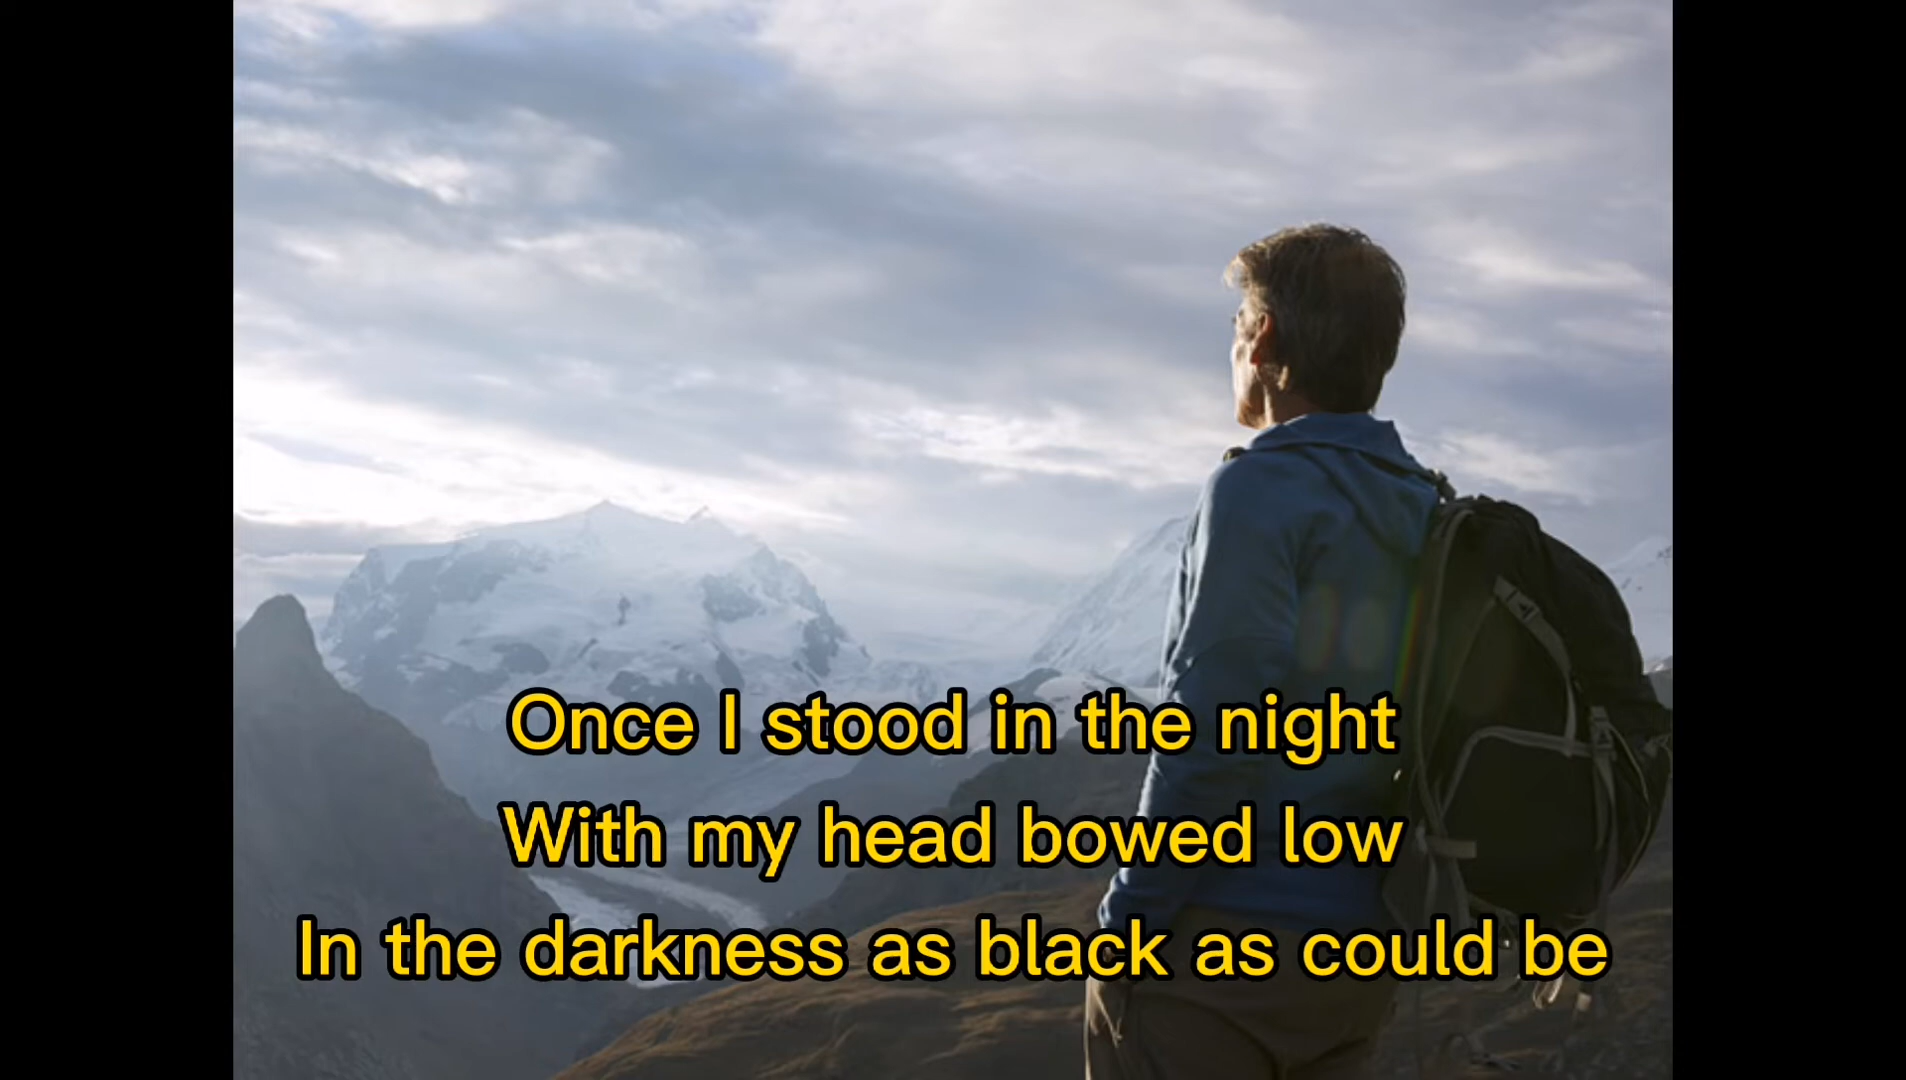 Once I stood in the night
With my head bowed low
In the darkness as black as could be